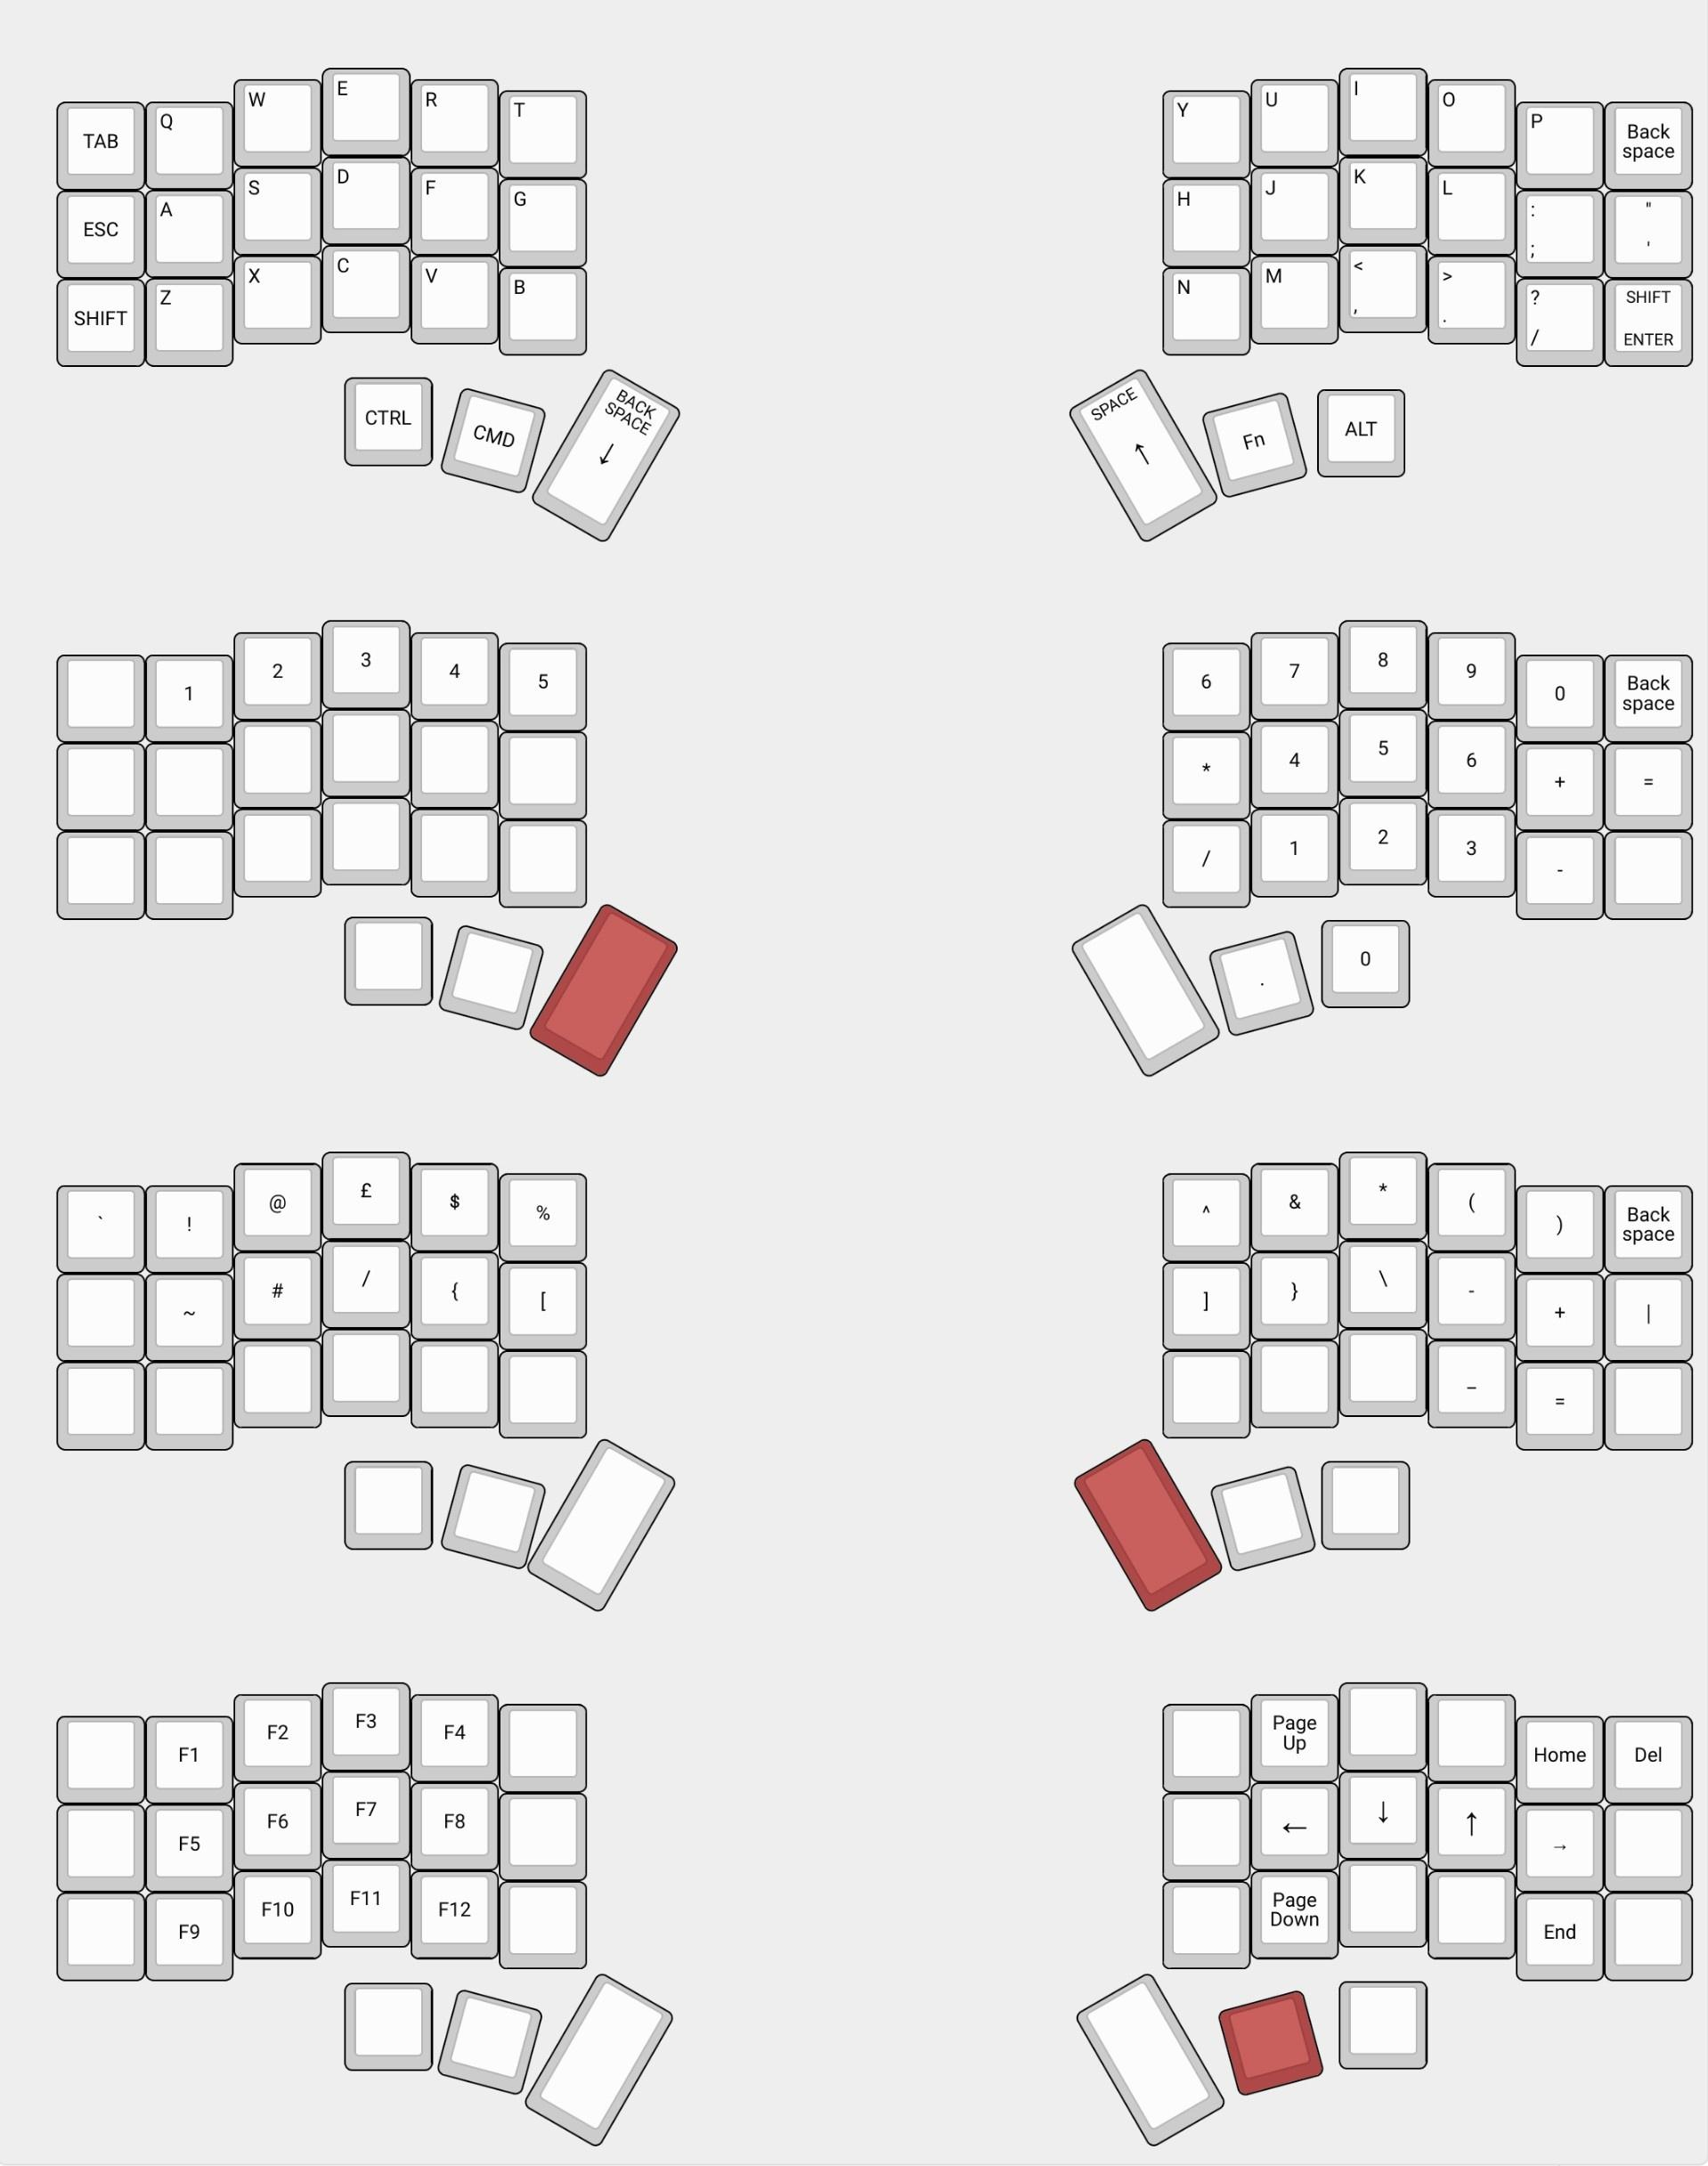 TAB Q W E R T
ESC A S D F G
SHIFT Z X C V B
CTRL CMD BACK
SPACE
↓
Y U I O P Back
space
H J K L : "
; '
N M < > ? SHIFT
, . / ENTER
SPACE Fn ALT
↑
1 2 3 4 5
6 7 8 9 0 Back
space
* 4 5 6 + =
/ 1 2 3 -
. 0
` ! @ £ $ %
~ # / { [
^ & * ( ) Back
space
] } \ - + |
_ =
F1 F2 F3 F4
F5 F6 F7 F8
F9 F10 F11 F12
Page
Up Home Del
← ↓ ↑ →
Page
Down End